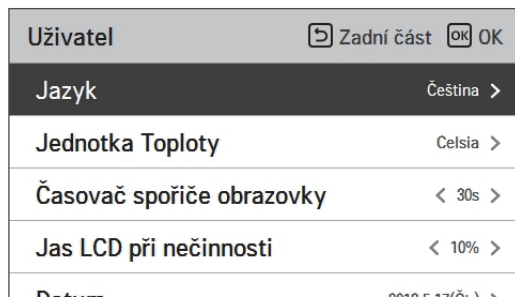 Uživatel Zadní část OK OK
Jazyk Čeština >
Jednotka Toploty Celsia >
Časovač spořiče obrazovky < 30s >
Jas LCD při nečinnosti < 10% >
Datum